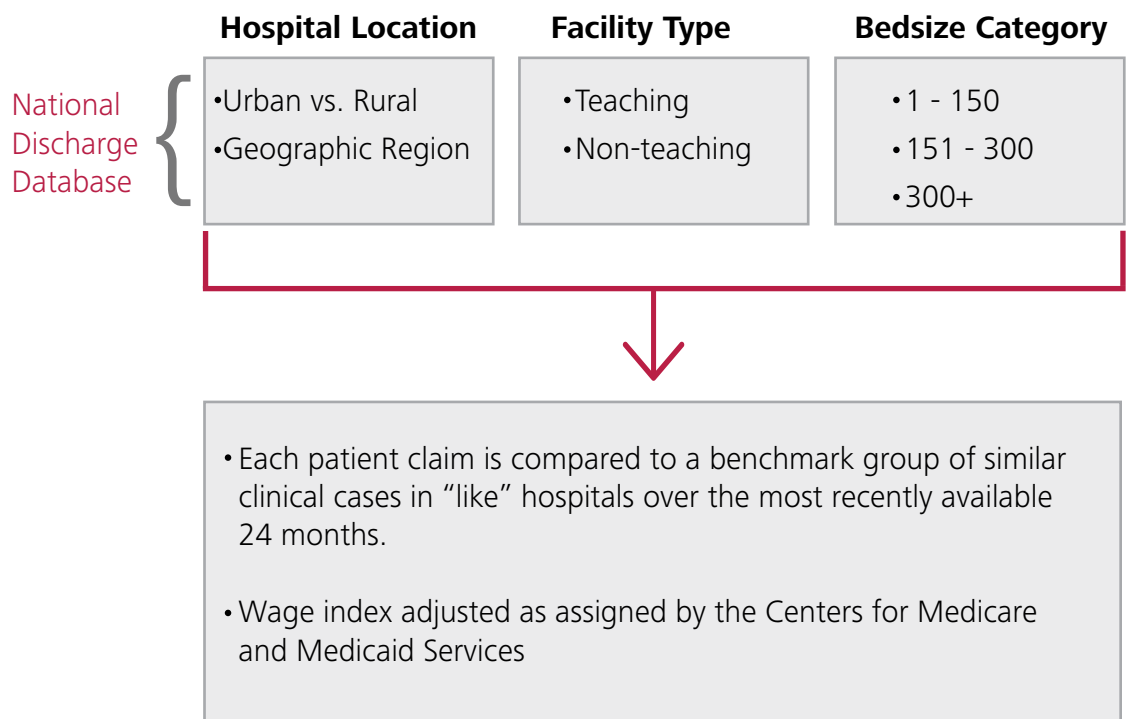 Hospital Location
Facility Type
Bedsize Category
National
Discharge
Database
•Urban vs. Rural
•Geographic Region
•Teaching
•Non-teaching
•1 - 150
•151 - 300
•300+
•Each patient claim is compared to a benchmark group of similar
clinical cases in “like” hospitals over the most recently available
24 months.
•Wage index adjusted as assigned by the Centers for Medicare
and Medicaid Services